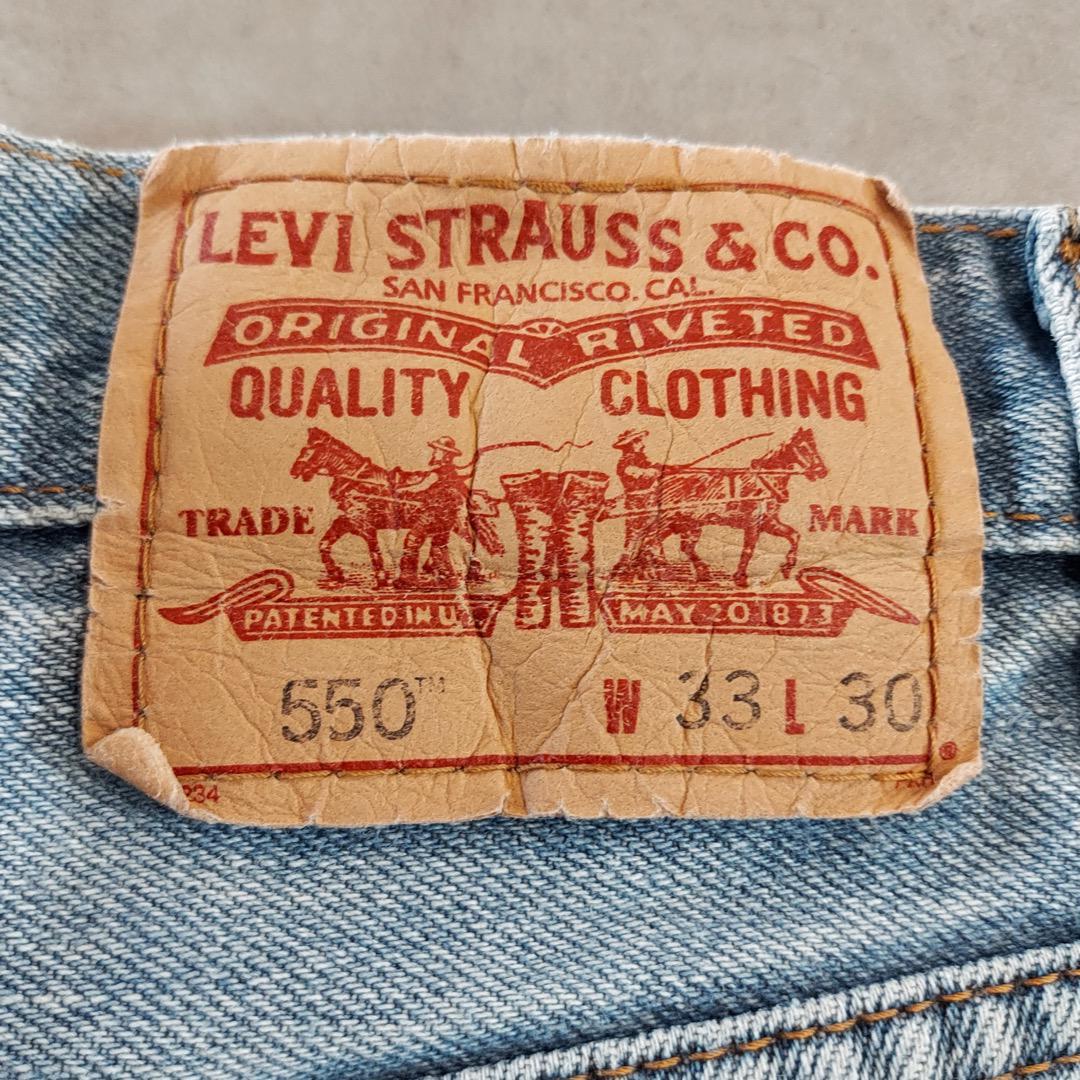 LEVI STRAUSS & CO.
SAN FRANCISCO. CAL.
ORIGINAL RIVETED
QUALITY CLOTHING
TRADE MARK
PATENTED IN U MAY 20 1873
550™ W 33 L 30
®
234